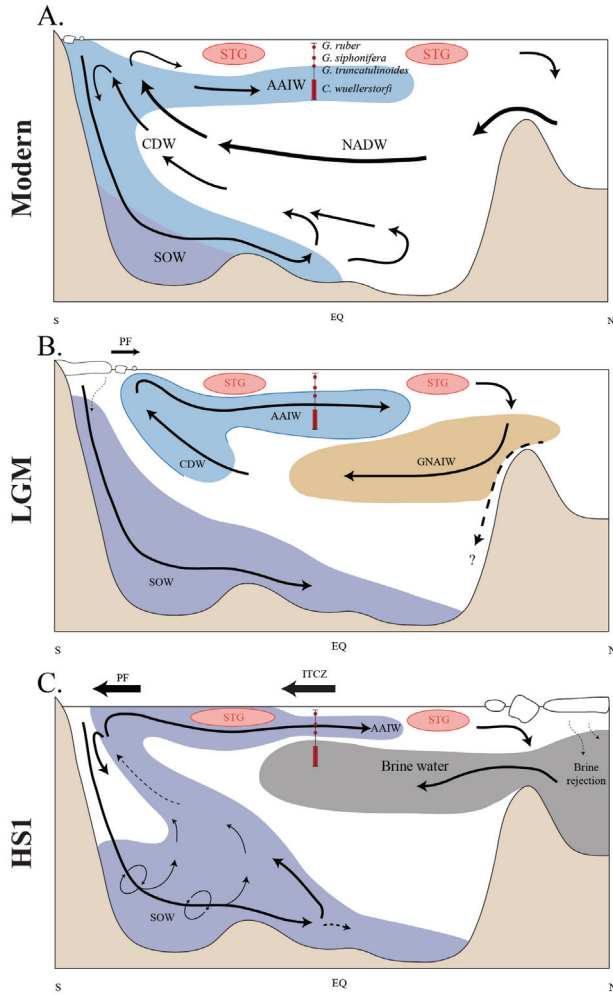 A.
Modern
STG
G. ruber
G. siphonifera
G. truncatulinoides
C. wuellerstorfi
STG
AAIW
CDW
NADW
SOW
S
EQ
N
B.
LGM
PF
STG
STG
AAIW
CDW
GNAIW
SOW
?
S
EQ
N
C.
HS1
PF
ITCZ
STG
AAIW
STG
Brine water
Brine
rejection
SOW
S
EQ
N